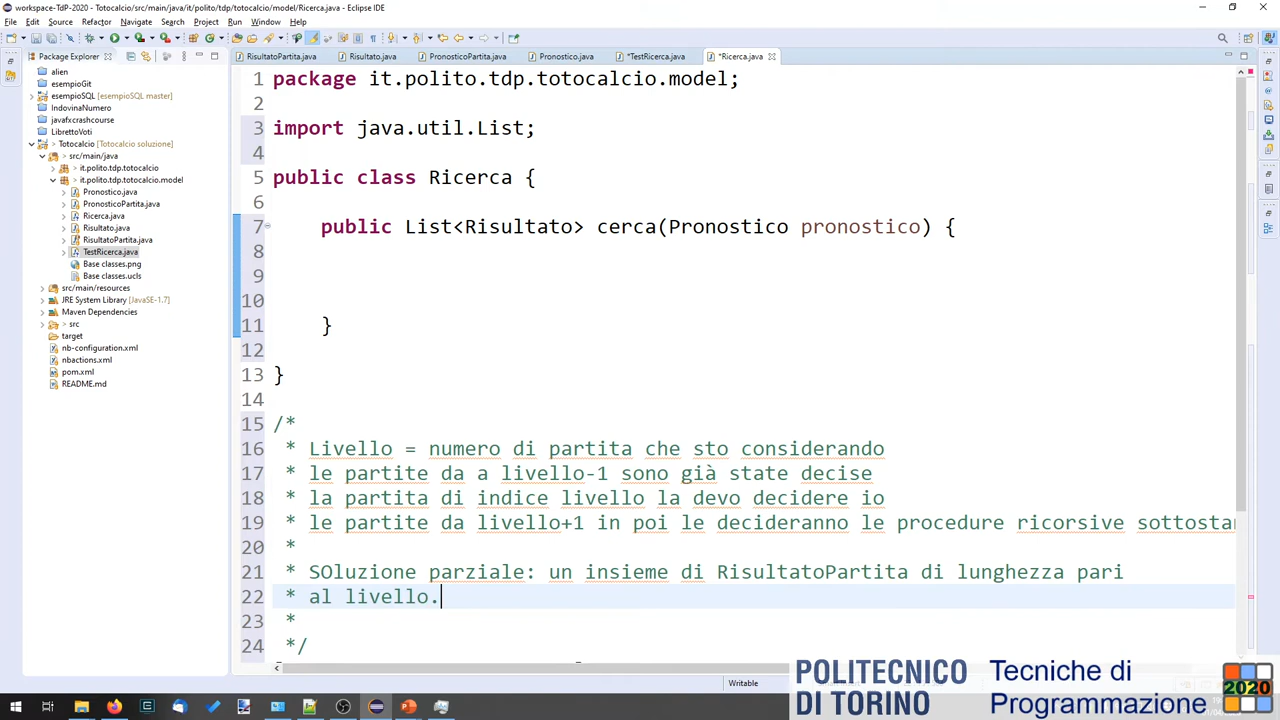 workspace-TdP-2020 - Totocalcio/src/main/java/it/polito/tdp/totocalcio/model/Ricerca.java - Eclipse IDE
File Edit Source Refactor Navigate Search Project Run Window Help
Package Explorer
RisultatoPartita.java Risultato.java PronosticoPartita.java Pronostico.java *TestRicerca.java *Ricerca.java
alien
esempioGit
esempioSQL [esempioSQL master]
IndovinaNumero
javafxcrashcourse
LibrettoVoti
Totocalcio [Totocalcio soluzione]
src/main/java
it.polito.tdp.totocalcio
it.polito.tdp.totocalcio.model
Pronostico.java
PronosticoPartita.java
Ricerca.java
Risultato.java
RisultatoPartita.java
TestRicerca.java
Base classes.png
Base classes.ucls
src/main/resources
JRE System Library [JavaSE-1.7]
Maven Dependencies
src
target
nb-configuration.xml
nbactions.xml
pom.xml
README.md
1 package it.polito.tdp.totocalcio.model;
2
3 import java.util.List;
4
5 public class Ricerca {
6
7 public List<Risultato> cerca(Pronostico pronostico) {
8
9
10
11 }
12
13 }
14
15 /*
16 * Livello = numero di partita che sto considerando
17 * le partite da a livello-1 sono già state decise
18 * la partita di indice livello la devo decidere io
19 * le partite da livello+1 in poi le decideranno le procedure ricorsive sottostan
20 *
21 * SOluzione parziale: un insieme di RisultatoPartita di lunghezza pari
22 * al livello.
23 *
24 */
Writable
POLITECNICO
DI TORINO
Tecniche di
Programmazione
2020